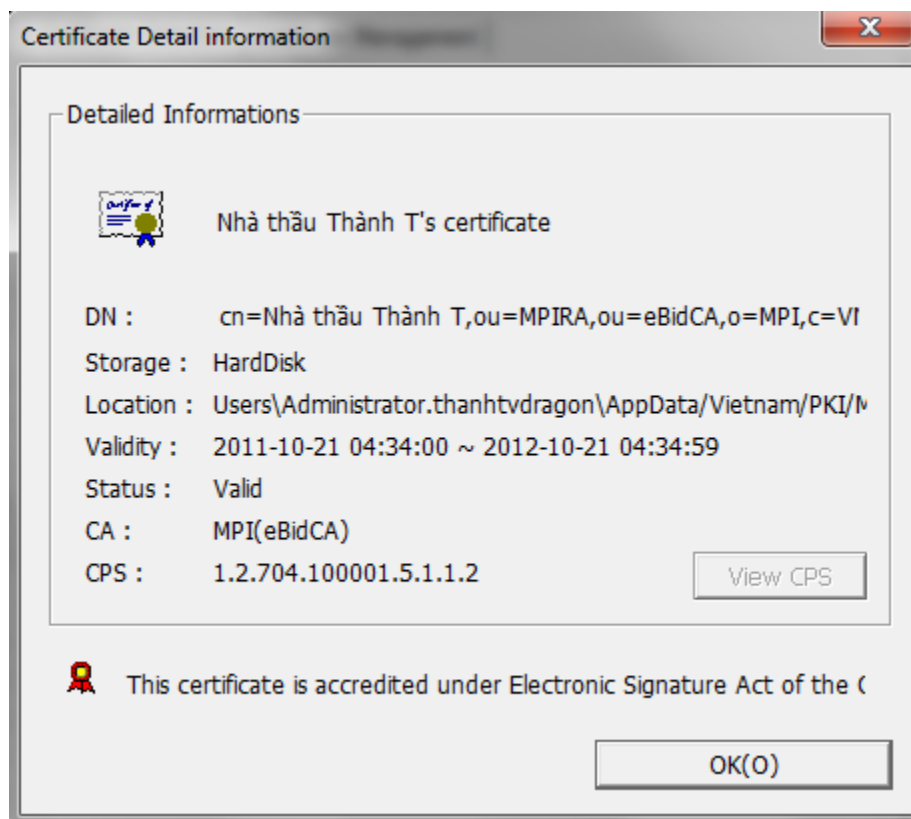 Certificate Detail information
Detailed Informations
Nhà thầu Thành T's certificate
DN : cn=Nhà thầu Thành T,ou=MPIRA,ou=eBidCA,o=MPI,c=VN
Storage : HardDisk
Location : Users\Administrator.thanhtvdragon\AppData/Vietnam/PKI/M
Validity : 2011-10-21 04:34:00 ~ 2012-10-21 04:34:59
Status : Valid
CA : MPI(eBidCA)
CPS : 1.2.704.100001.5.1.1.2
View CPS
This certificate is accredited under Electronic Signature Act of the
OK(O)